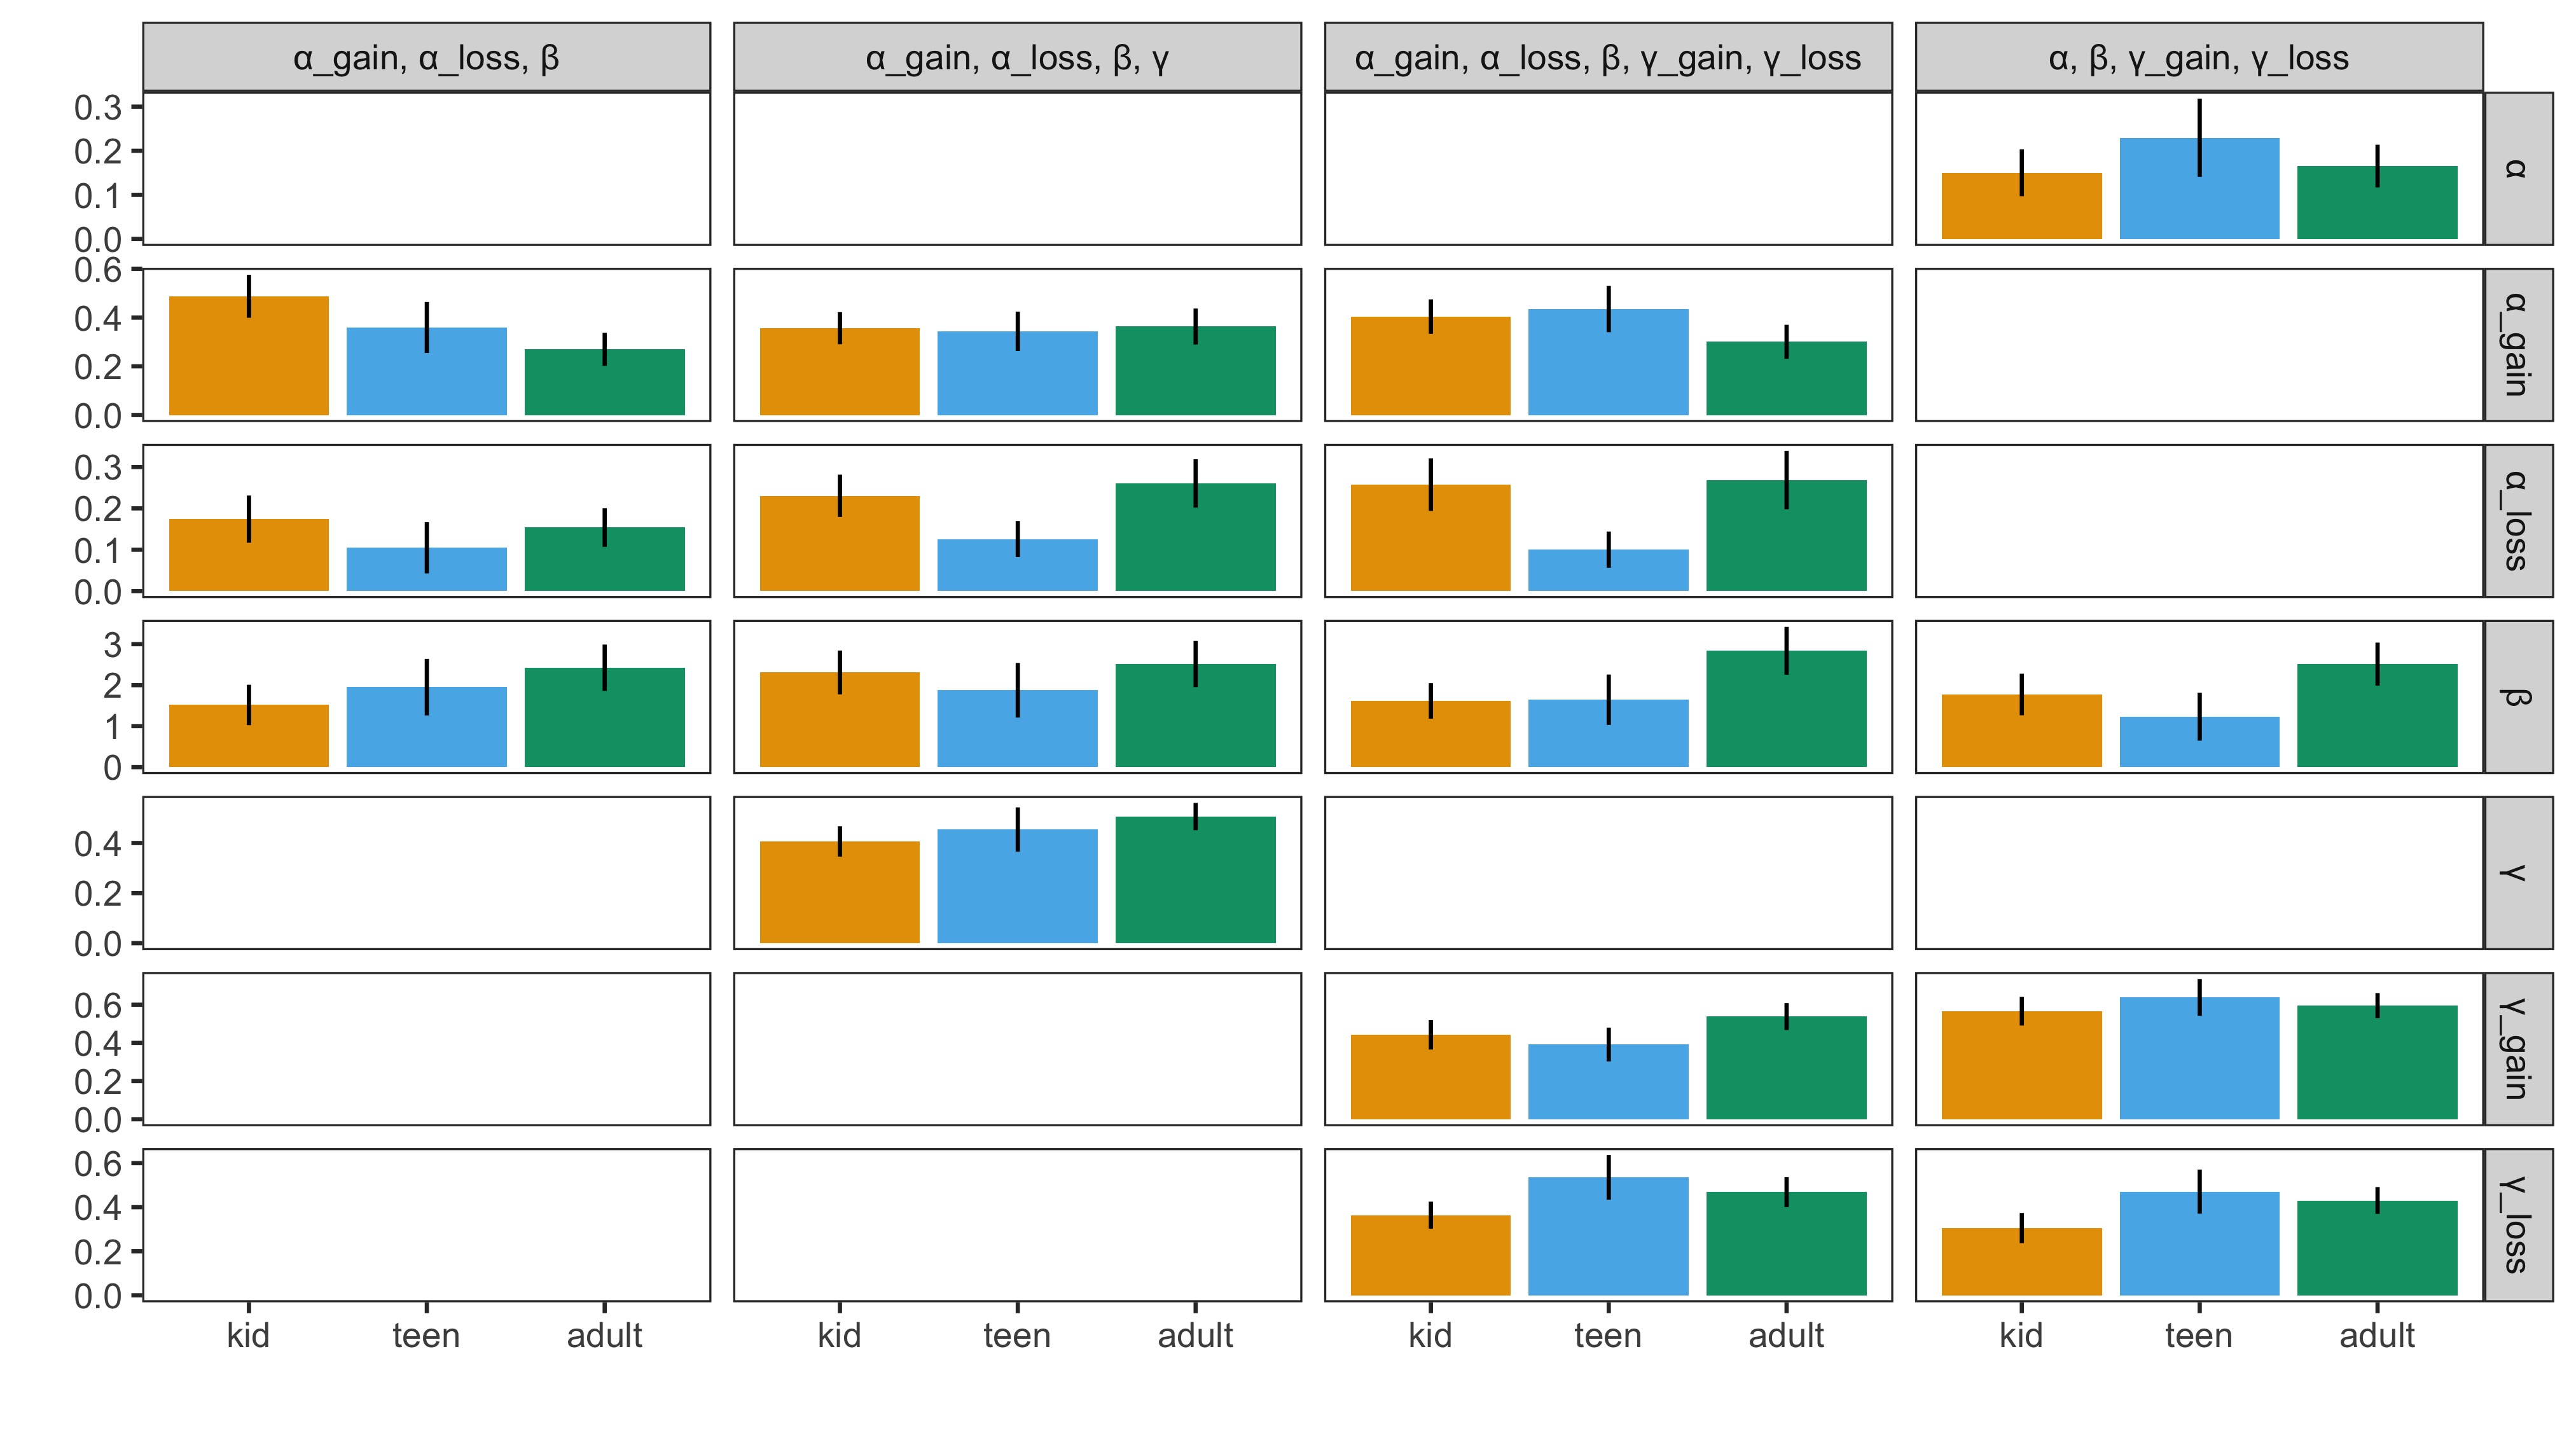 α_gain, α_loss, β
α_gain, α_loss, β, γ
α_gain, α_loss, β, γ_gain, γ_loss
α, β, γ_gain, γ_loss
0.3
0.2
0.1
0.0
α
0.6
0.4
0.2
0.0
α_gain
0.3
0.2
0.1
0.0
α_loss
3
2
1
0
β
0.4
0.2
0.0
γ
0.6
0.4
0.2
0.0
γ_gain
0.6
0.4
0.2
0.0
γ_loss
kid teen adult kid teen adult kid teen adult kid teen adult